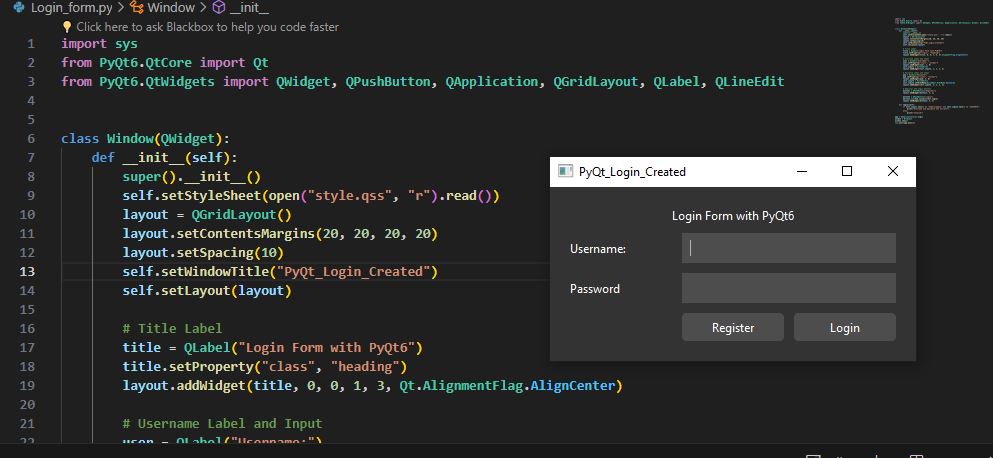 Login_form.py > Window > __init__
Click here to ask Blackbox to help you code faster
1 import sys
2 from PyQt6.QtCore import Qt
3 from PyQt6.QtWidgets import QWidget, QPushButton, QApplication, QGridLayout, QLabel, QLineEdit
4
5
6 class Window(QWidget):
7 def __init__(self):
8 super().__init__()
9 self.setStyleSheet(open("style.qss", "r").read())
10 layout = QGridLayout()
11 layout.setContentsMargins(20, 20, 20, 20)
12 layout.setSpacing(10)
13 self.setWindowTitle("PyQt_Login_Created")
14 self.setLayout(layout)
15
16 # Title Label
17 title = QLabel("Login Form with PyQt6")
18 title.setProperty("class", "heading")
19 layout.addWidget(title, 0, 0, 1, 3, Qt.AlignmentFlag.AlignCenter)
20
21 # Username Label and Input
22 user = QLabel("Username:")
PyQt_Login_Created
Login Form with PyQt6
Username:
Password
Register Login